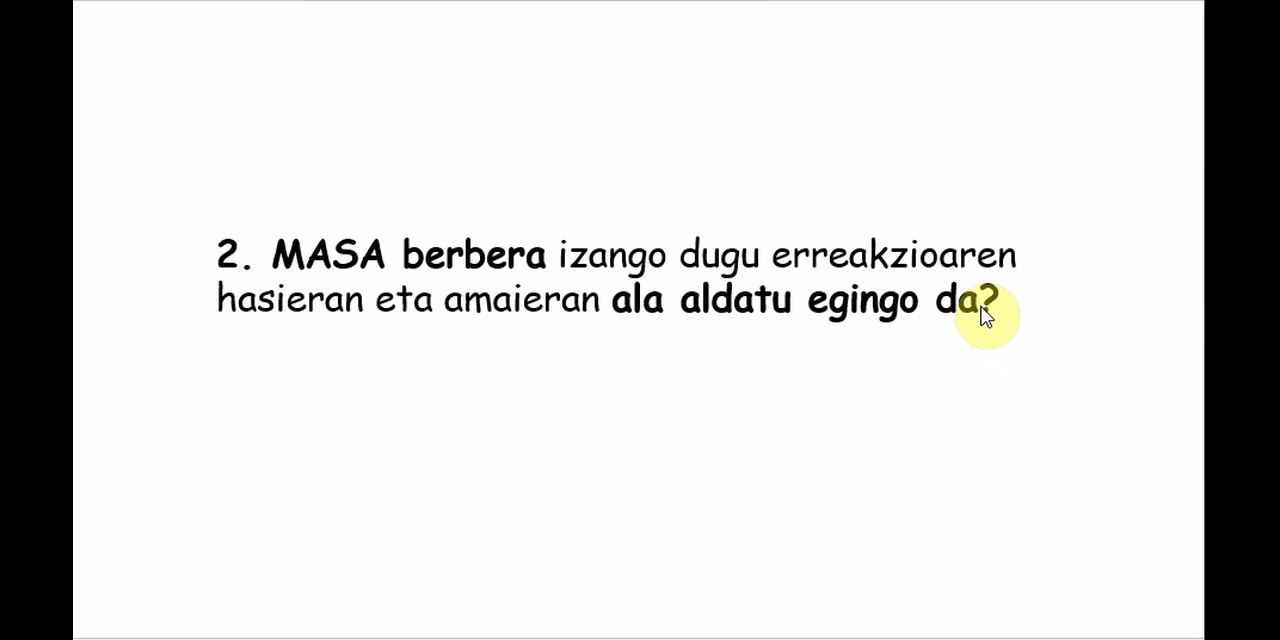 2. MASA berbera izango dugu erreakzioaren
hasieran eta amaieran ala aldatu egingo da?